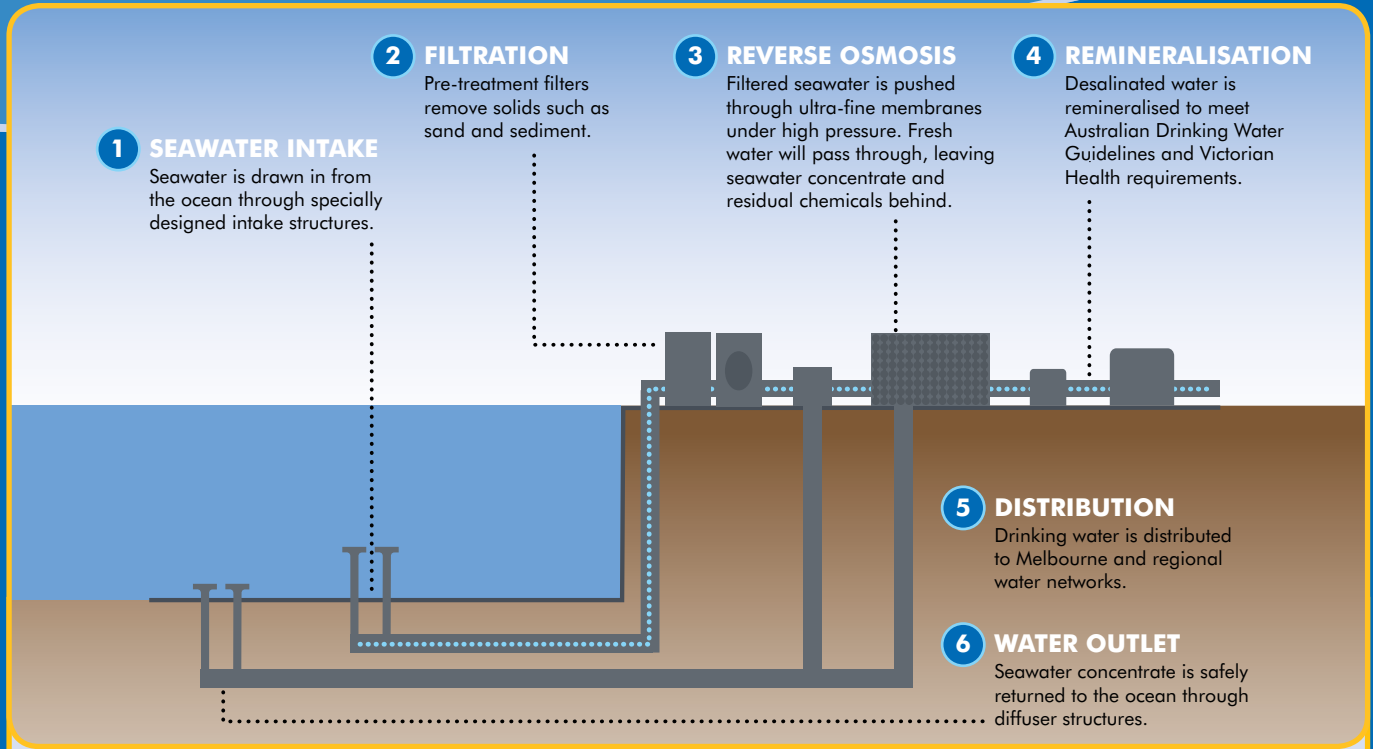 1 SEAWATER INTAKE
Seawater is drawn in from
the ocean through specially
designed intake structures.
2 FILTRATION
Pre-treatment filters
remove solids such as
sand and sediment.
3 REVERSE OSMOSIS
Filtered seawater is pushed
through ultra-fine membranes
under high pressure. Fresh
water will pass through, leaving
seawater concentrate and
residual chemicals behind.
4 REMINERALISATION
Desalinated water is
remineralised to meet
Australian Drinking Water
Guidelines and Victorian
Health requirements.
5 DISTRIBUTION
Drinking water is distributed
to Melbourne and regional
water networks.
6 WATER OUTLET
Seawater concentrate is safely
returned to the ocean through
diffuser structures.